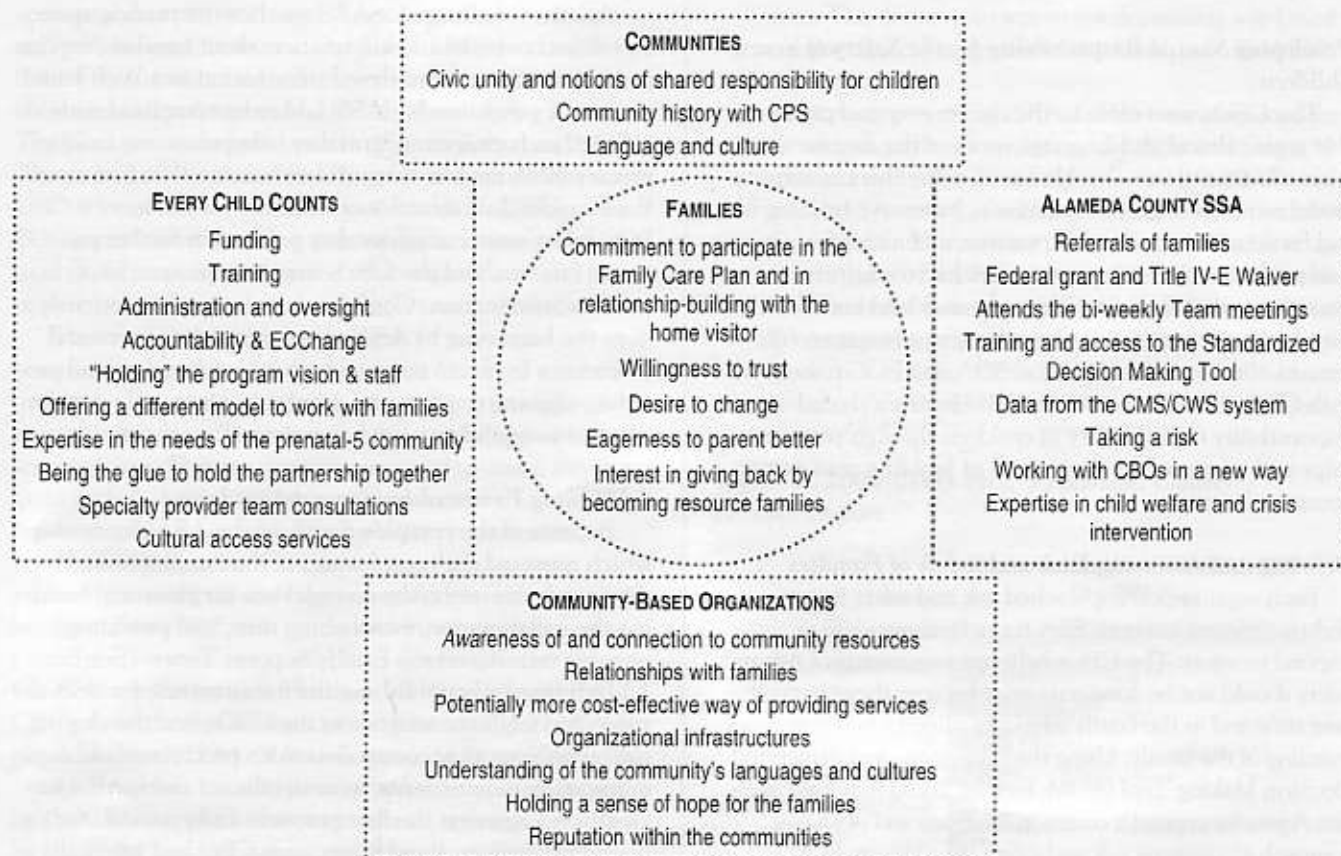 COMMUNITIES
Civic unity and notions of shared responsibility for children
Community history with CPS
Language and culture
EVERY CHILD COUNTS
Funding
Training
Administration and oversight
Accountability & ECChange
"Holding" the program vision & staff
Offering a different model to work with families
Expertise in the needs of the prenatal-5 community
Being the glue to hold the partnership together
Specialty provider team consultations
Cultural access services
FAMILIES
Commitment to participate in the
Family Care Plan and in
relationship-building with the
home visitor
Willingness to trust
Desire to change
Eagerness to parent better
Interest in giving back by
becoming resource families
ALAMEDA COUNTY SSA
Referrals of families
Federal grant and Title IV-E Waiver
Attends the bi-weekly Team meetings
Training and access to the Standardized
Decision Making Tool
Data from the CMS/CWS system
Taking a risk
Working with CBOs in a new way
Expertise in child welfare and crisis
intervention
COMMUNITY-BASED ORGANIZATIONS
Awareness of and connection to community resources
Relationships with families
Potentially more cost-effective way of providing services
Organizational infrastructures
Understanding of the community's languages and cultures
Holding a sense of hope for the families
Reputation within the communities